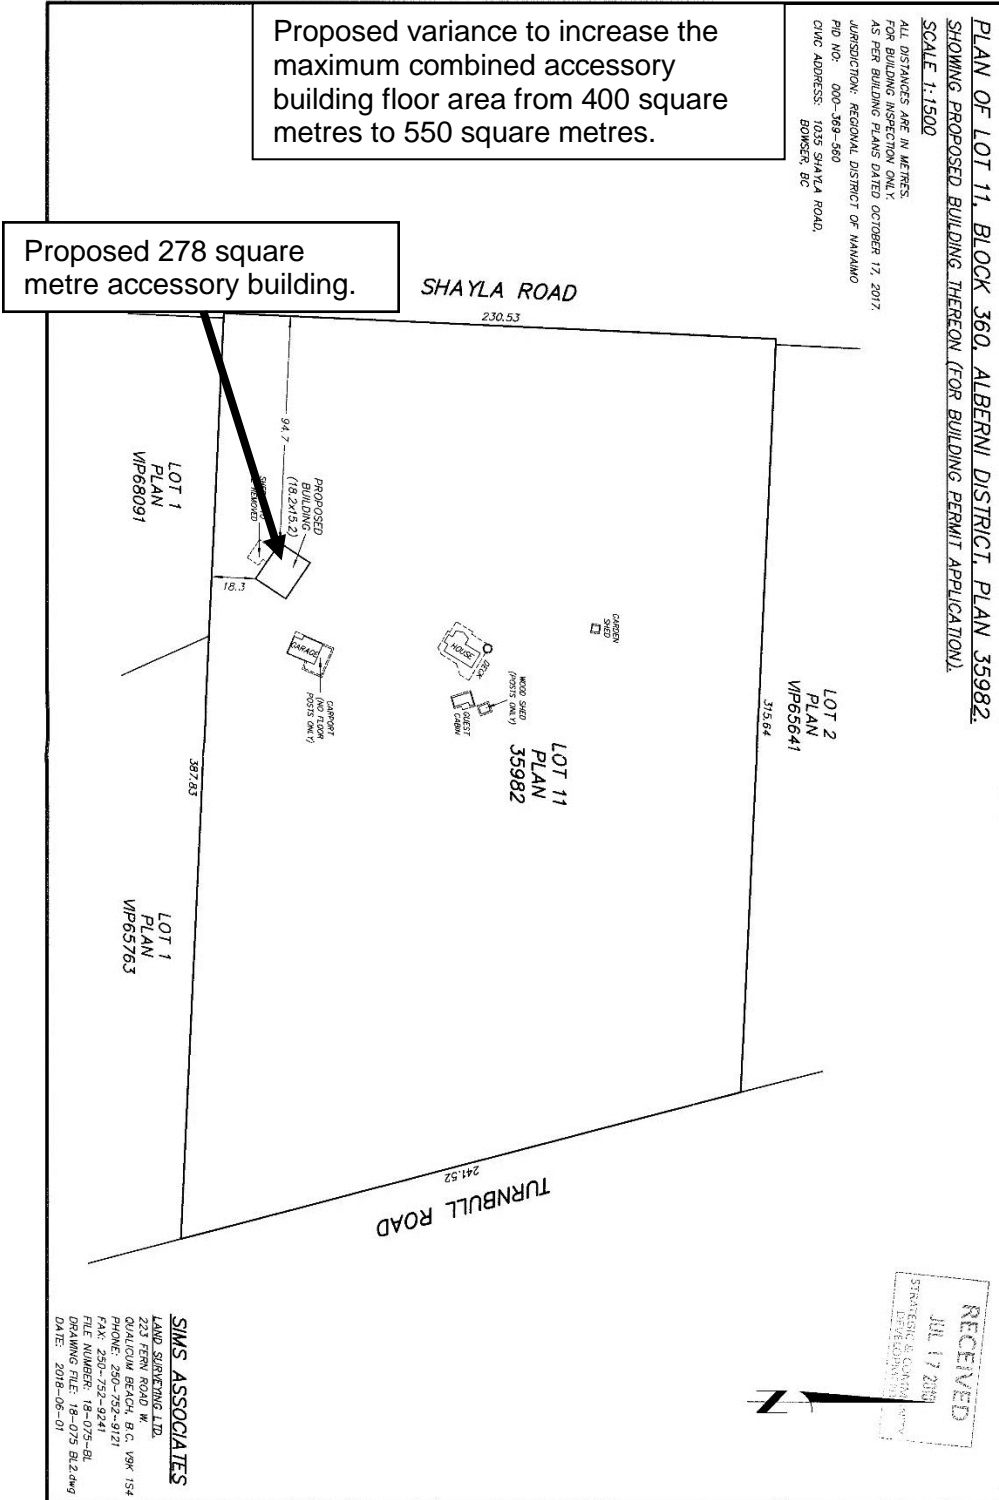 Proposed variance to increase the
maximum combined accessory
building floor area from 400 square
metres to 550 square metres.
PLAN OF LOT 11, BLOCK 360, ALBERNI DISTRICT, PLAN 35982,
SHOWING PROPOSED BUILDING THEREON (FOR BUILDING PERMIT APPLICATION).
SCALE 1:1500
ALL DISTANCES ARE IN METRES.
FOR BUILDING INSPECTION ONLY.
AS PER BUILDING PLANS DATED OCTOBER 17, 2017.
JURISDICTION: REGIONAL DISTRICT OF NANAIMO
PID NO: 000-369-560
CIVIC ADDRESS: 1035 SHAYLA ROAD,
BOWSER, BC
Proposed 278 square
metre accessory building.
SHAYLA ROAD
230.53
94.7
PROPOSED
BUILDING
(18.2x15.2)
REMOVED
18.3
LOT 1
PLAN
VIP68091
GARAGE
CARPORT
(NO FLOOR
POSTS ONLY)
HOUSE
DECK
GARDEN
SHED
WOOD SHED
(POSTS ONLY)
GUEST
CABIN
LOT 11
PLAN
35982
LOT 2
PLAN
VIP65641
315.64
387.83
LOT 1
PLAN
VIP65763
241.52
TURNBULL ROAD
RECEIVED
JUL 17 2018
STRATEGIC & COMMUNITY
DEVELOPMENT
SIMS ASSOCIATES
LAND SURVEYING LTD.
223 FERN ROAD W.
QUALICUM BEACH, B.C. V9K 1S4
PHONE: 250-752-9121
FAX: 250-752-9241
FILE NUMBER: 18-075-BL
DRAWING FILE: 18-075 BL2.dwg
DATE: 2018-06-01